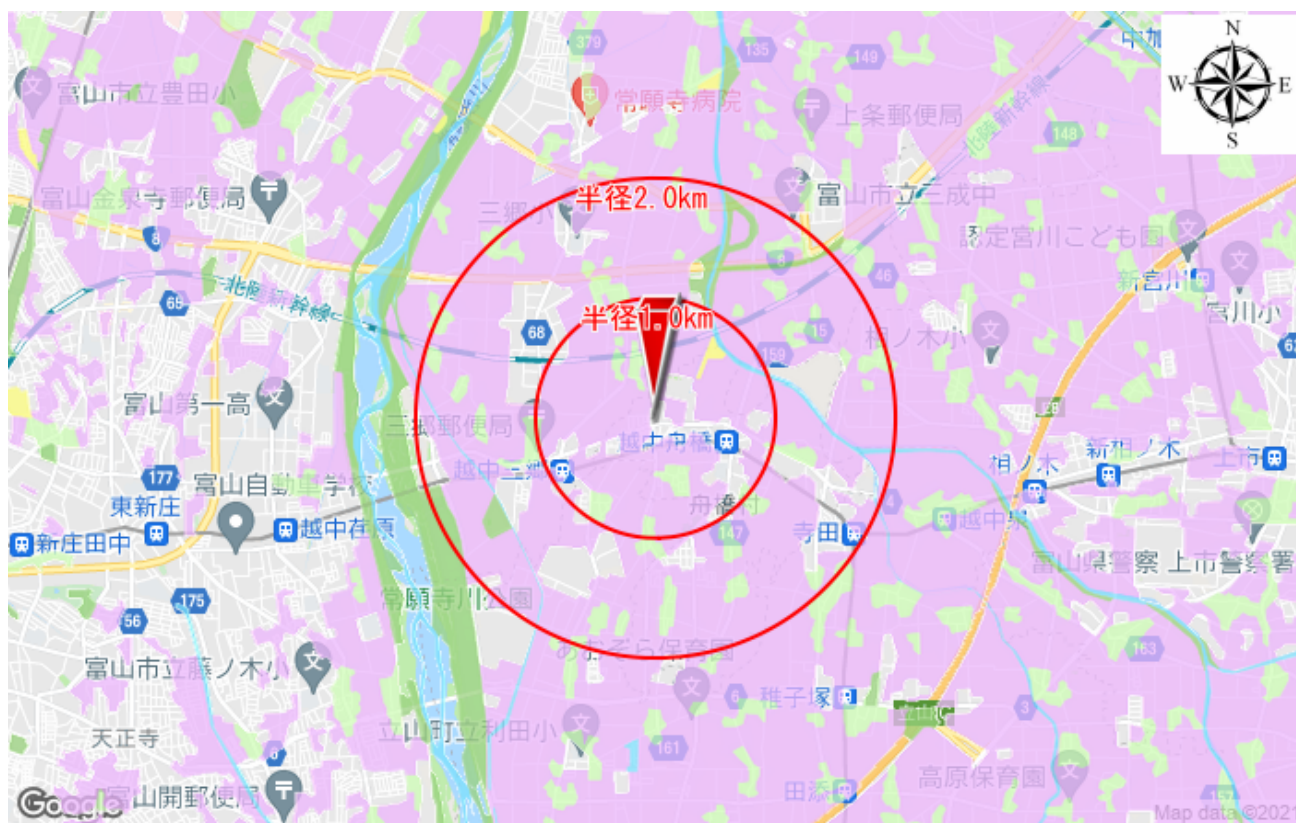 379
135
149
中加
N
W
E
S
富山市立豊田小
常願寺病院
上条郵便局
北陸新幹線
148
富山金泉寺郵便局
三郷小
半径2.0km
富山市立三成中
認定宮川こども園
8
8
新宮川
46
65
北陸新幹線
半径1.0km
宮川小
68
15
相ノ木小
159
富山第一高
三郷郵便局
28
越中舟橋
新相ノ木
177
富山自動車学校
越中三郷
相ノ木
上市
東新庄
舟橋村
越中荏原
147
寺田
越中泉
新庄田中
富山県警察 上市警察署
175
常願寺川公園
56
163
富山市立藤ノ木小
あおぞら保育園
6
稚子塚
立山IC
3
天正寺
立山町立利田小
6
161
高原保育園
田添
157
富山開郵便局
Google
Map data ©2021